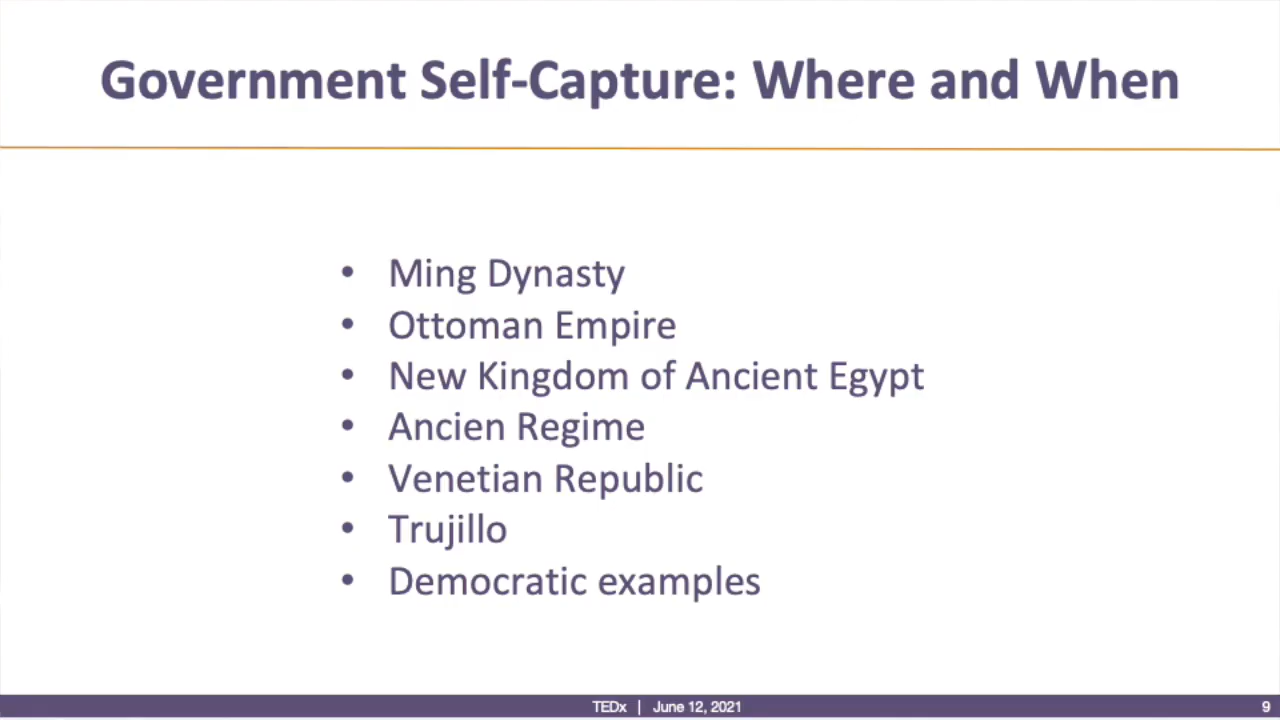 Government Self-Capture: Where and When
• Ming Dynasty
• Ottoman Empire
• New Kingdom of Ancient Egypt
• Ancien Regime
• Venetian Republic
• Trujillo
• Democratic examples
TEDx | June 12, 2021 9